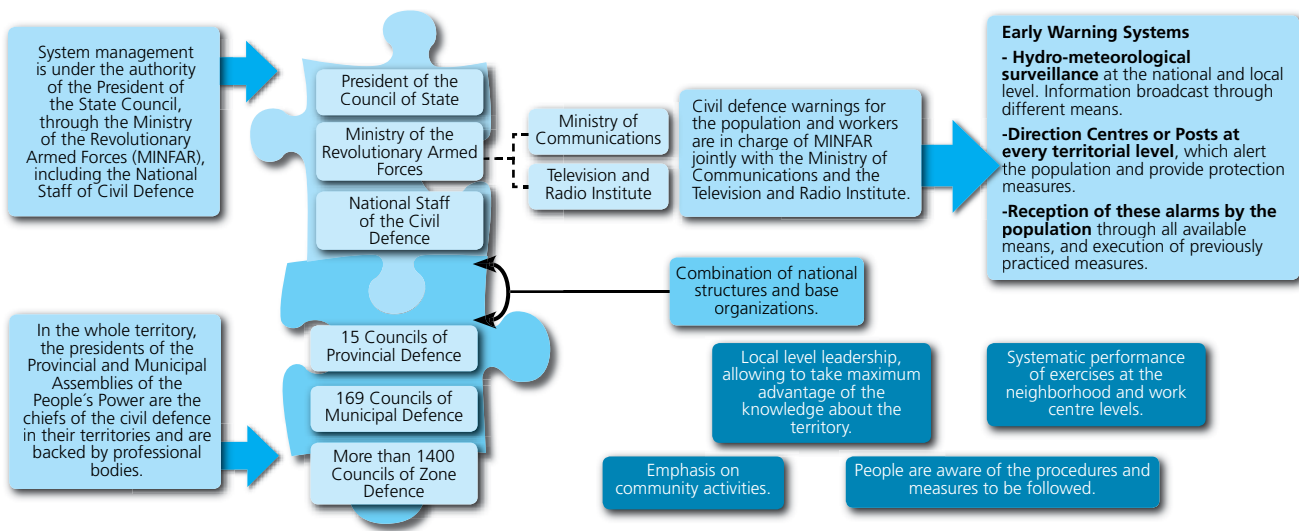 System management
is under the authority
of the President of
the State Council,
through the Ministry
of the Revolutionary
Armed Forces (MINFAR),
including the National
Staff of Civil Defence
President of the
Council of State
Ministry of the
Revolutionary Armed
Forces
National Staff
of the Civil
Defence
Ministry of
Communications
Television and
Radio Institute
Civil defence warnings for
the population and workers
are in charge of MINFAR
jointly with the Ministry of
Communications and the
Television and Radio Institute.
Early Warning Systems
- Hydro-meteorological
surveillance at the national and local
level. Information broadcast through
different means.
-Direction Centres or Posts at
every territorial level, which alert
the population and provide protection
measures.
-Reception of these alarms by the
population through all available
means, and execution of previously
practiced measures.
Combination of national
structures and base
organizations.
In the whole territory,
the presidents of the
Provincial and Municipal
Assemblies of the
People´s Power are the
chiefs of the civil defence
in their territories and are
backed by professional
bodies.
15 Councils of
Provincial Defence
169 Councils of
Municipal Defence
More than 1400
Councils of Zone
Defence
Local level leadership,
allowing to take maximum
advantage of the
knowledge about the
territory.
Systematic performance
of exercises at the
neighborhood and work
centre levels.
Emphasis on
community activities.
People are aware of the procedures and
measures to be followed.